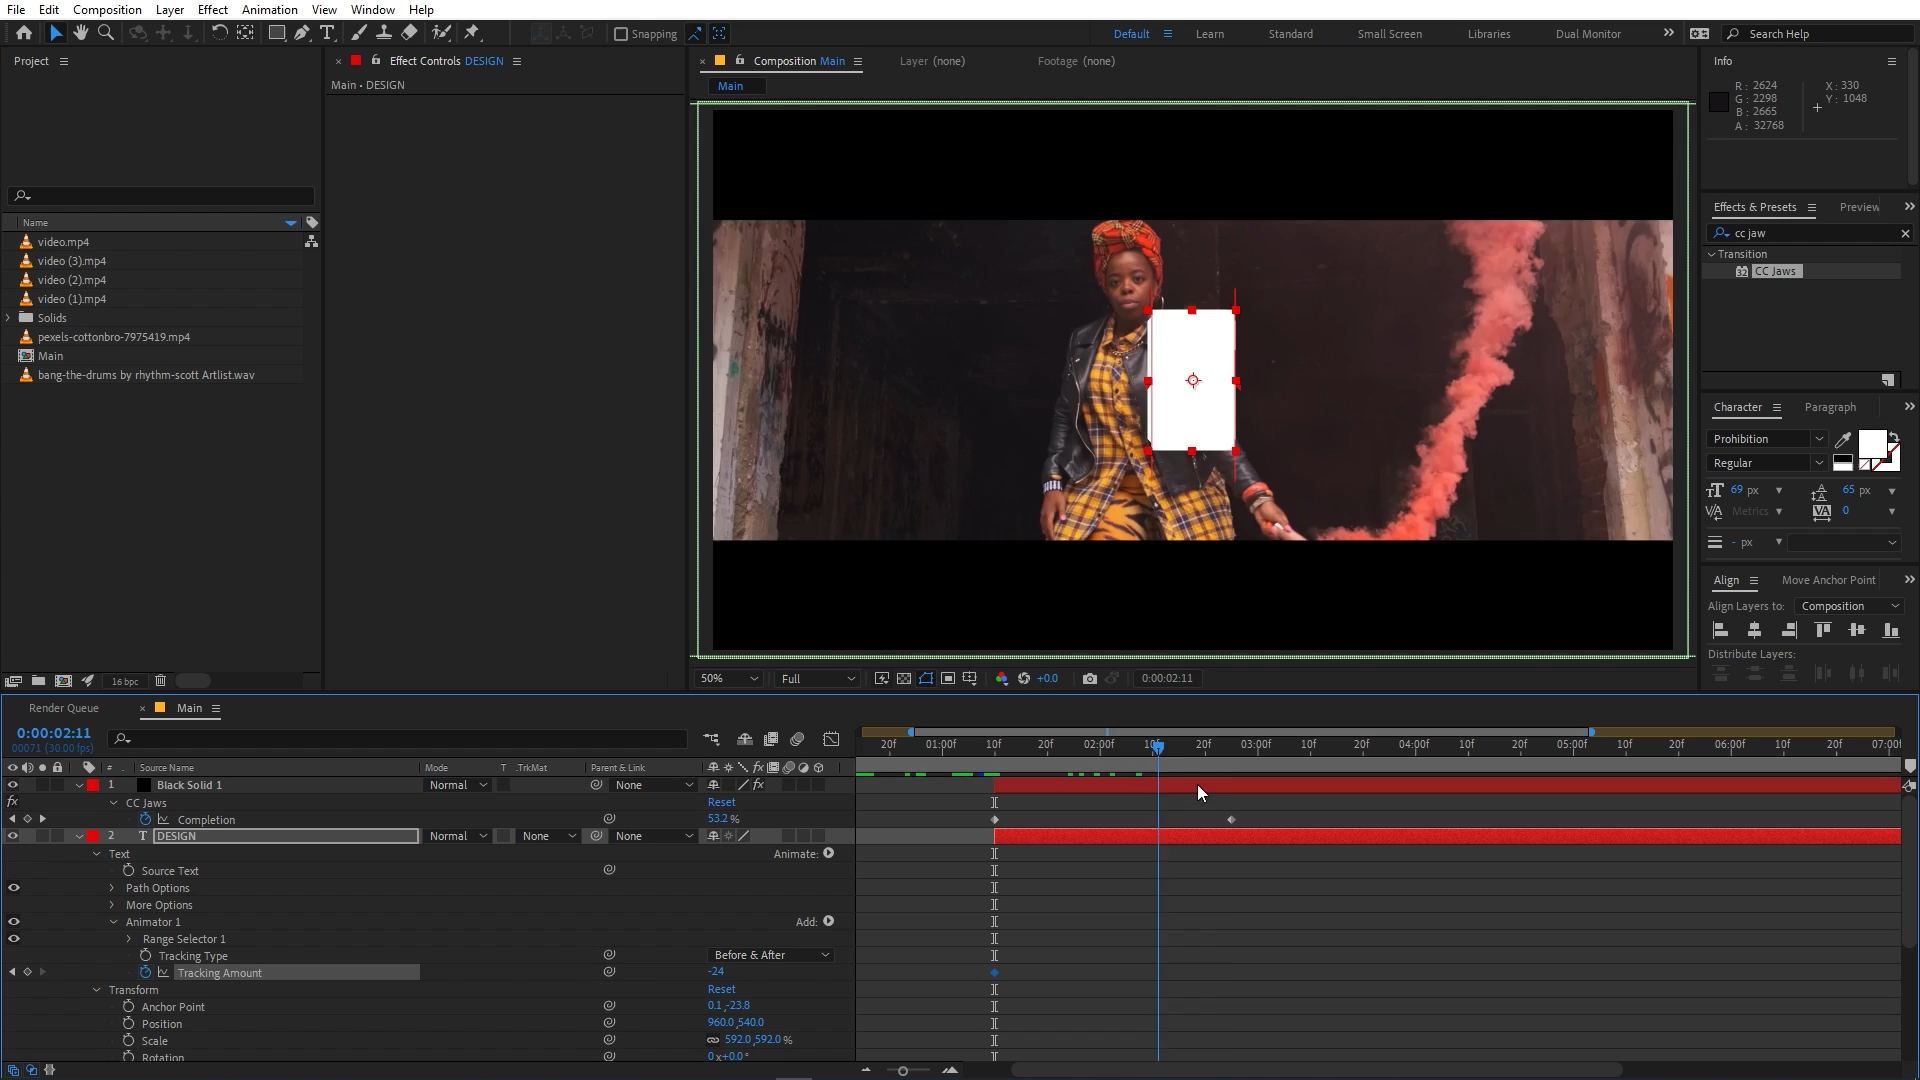 File Edit Composition Layer Effect Animation View Window Help
Snapping
Default Learn Standard Small Screen Libraries Dual Monitor Search Help
Project
Effect Controls DESIGN
Main • DESIGN
Composition Main
Layer (none)
Footage (none)
Main
Info
R: 2624
G: 2298
B: 2665
A: 32768
X: 330
Y: 1048
Effects & Presets Preview
cc jaw
Transition
32 CC Jaws
Name
video.mp4
video (3).mp4
video (2).mp4
video (1).mp4
Solids
pexels-cottonbro-7975419.mp4
Main
bang-the-drums by rhythm-scott Artlist.wav
Character Paragraph
Prohibition
Regular
69 px 65 px
Metrics 0
- px
Align Move Anchor Point
Align Layers to: Composition
Distribute Layers:
16 bpc
50% Full +0.0 0:00:02:11
Render Queue
Main
0:00:02:11
00071 (30.00 fps)
20f 01:00f 10f 20f 02:00f 10f 20f 03:00f 10f 20f 04:00f 10f 20f 05:00f 10f 20f 06:00f 10f 20f 07:00f
# Source Name Mode T .TrkMat Parent & Link
1 Black Solid 1 Normal None
CC Jaws Reset
Completion 53.2 %
2 T DESIGN Normal None None
Text Animate:
Source Text
Path Options
More Options
Animator 1 Add:
Range Selector 1
Tracking Type Before & After
Tracking Amount -24
Transform Reset
Anchor Point 0.1,-23.8
Position 960.0,540.0
Scale 592.0,592.0 %
Rotation 0x+0.0°